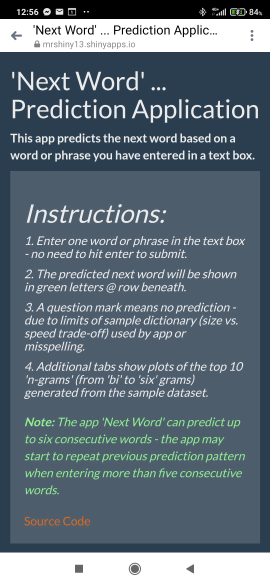 12:56 84%
'Next Word' ... Prediction Applic...
mrshiny13.shinyapps.io
'Next Word' ...
Prediction Application
This app predicts the next word based on a
word or phrase you have entered in a text box.
Instructions:
1. Enter one word or phrase in the text box
- no need to hit enter to submit.
2. The predicted next word will be shown
in green letters @ row beneath.
3. A question mark means no prediction -
due to limits of sample dictionary (size vs.
speed trade-off) used by app or
misspelling.
4. Additional tabs show plots of the top 10
'n-grams' (from 'bi' to 'six' grams)
generated from the sample dataset.
Note: The app 'Next Word' can predict up
to six consecutive words - the app may
start to repeat previous prediction pattern
when entering more than five consecutive
words.
Source Code